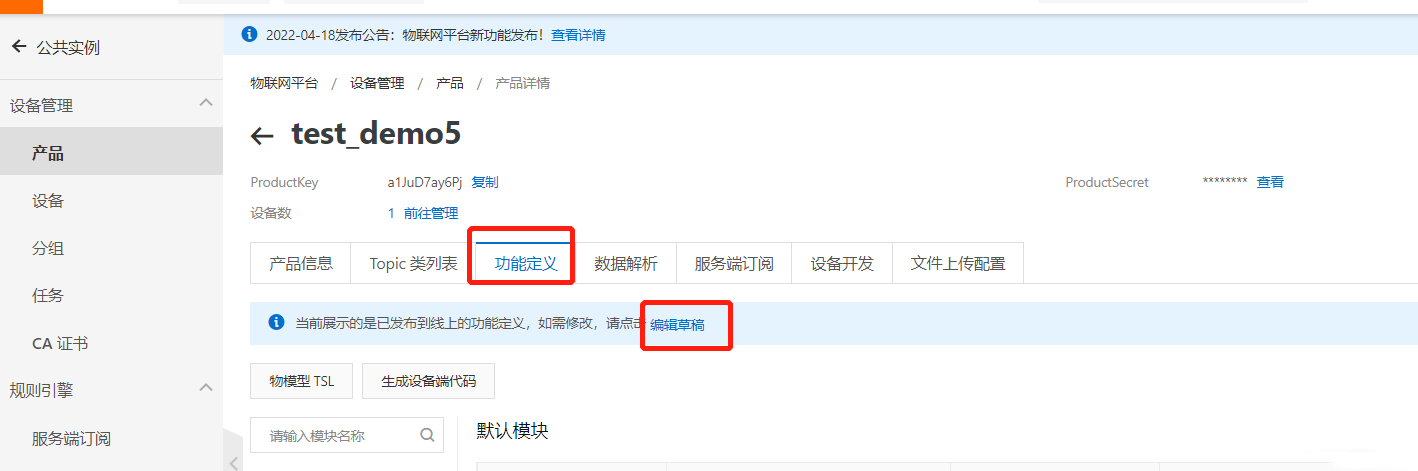 公共实例
设备管理
产品
设备
分组
任务
CA 证书
规则引擎
服务端订阅
2022-04-18发布公告：物联网平台新功能发布！查看详情
物联网平台 / 设备管理 / 产品 / 产品详情
test_demo5
ProductKey a1JuD7ay6Pj 复制 ProductSecret ******** 查看
设备数 1 前往管理
产品信息 Topic 类列表 功能定义 数据解析 服务端订阅 设备开发 文件上传配置
当前展示的是已发布到线上的功能定义，如需修改，请点击 编辑草稿
物模型 TSL 生成设备端代码
请输入模块名称 默认模块